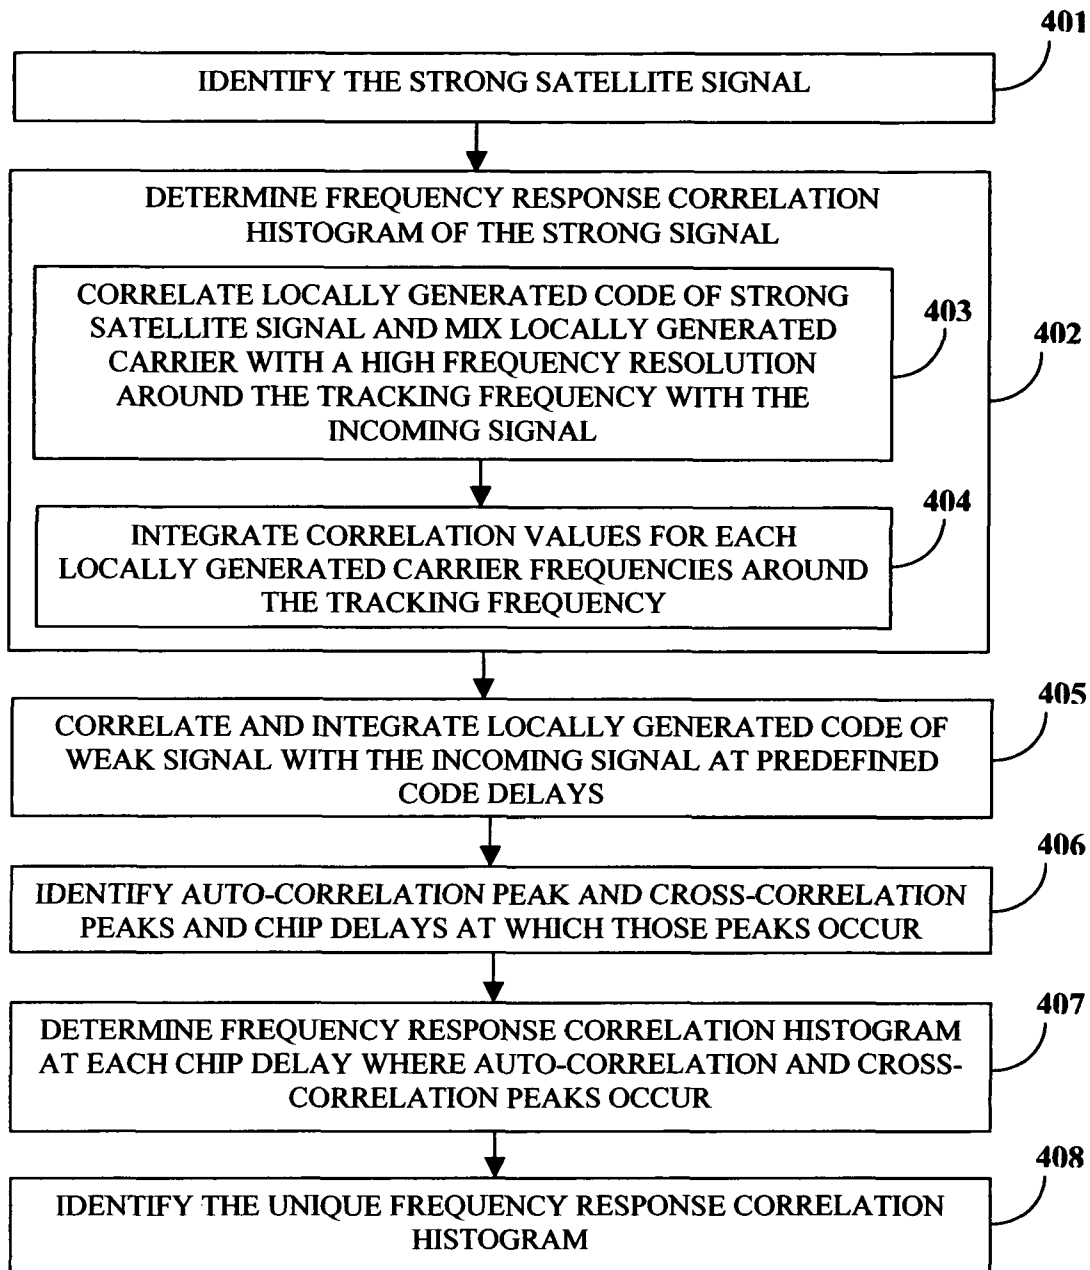 401
IDENTIFY THE STRONG SATELLITE SIGNAL
DETERMINE FREQUENCY RESPONSE CORRELATION
HISTOGRAM OF THE STRONG SIGNAL
402
CORRELATE LOCALLY GENERATED CODE OF STRONG
SATELLITE SIGNAL AND MIX LOCALLY GENERATED
CARRIER WITH A HIGH FREQUENCY RESOLUTION
AROUND THE TRACKING FREQUENCY WITH THE
INCOMING SIGNAL
403
404
INTEGRATE CORRELATION VALUES FOR EACH
LOCALLY GENERATED CARRIER FREQUENCIES AROUND
THE TRACKING FREQUENCY
405
CORRELATE AND INTEGRATE LOCALLY GENERATED CODE OF
WEAK SIGNAL WITH THE INCOMING SIGNAL AT PREDEFINED
CODE DELAYS
406
IDENTIFY AUTO-CORRELATION PEAK AND CROSS-CORRELATION
PEAKS AND CHIP DELAYS AT WHICH THOSE PEAKS OCCUR
407
DETERMINE FREQUENCY RESPONSE CORRELATION HISTOGRAM
AT EACH CHIP DELAY WHERE AUTO-CORRELATION AND CROSS-
CORRELATION PEAKS OCCUR
408
IDENTIFY THE UNIQUE FREQUENCY RESPONSE CORRELATION
HISTOGRAM